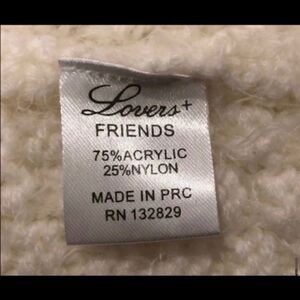 Lovers+
FRIENDS
75%ACRYLIC
25%NYLON
MADE IN PRC
RN 132829